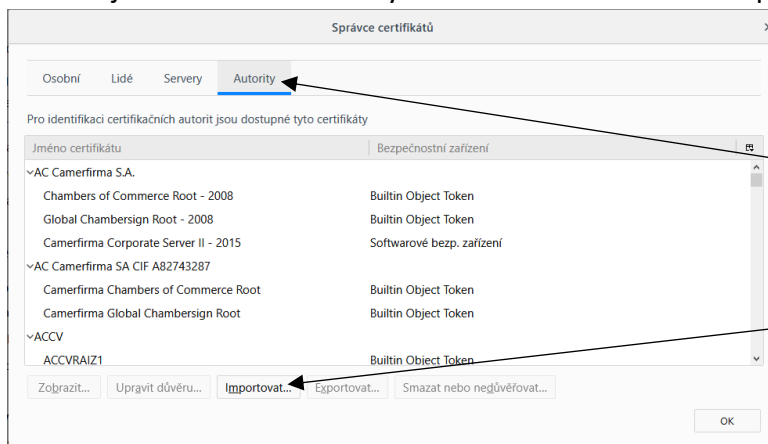 Správce certifikátů
Osobní Lidé Servery Autority
Pro identifikaci certifikačních autorit jsou dostupné tyto certifikáty
Jméno certifikátu Bezpečnostní zařízení
AC Camerfirma S.A.
Chambers of Commerce Root - 2008 Builtin Object Token
Global Chambersign Root - 2008 Builtin Object Token
Camerfirma Corporate Server II - 2015 Softwarové bezp. zařízení
AC Camerfirma SA CIF A82743287
Camerfirma Chambers of Commerce Root Builtin Object Token
Camerfirma Global Chambersign Root Builtin Object Token
ACCV
ACCVRAIZ1 Builtin Object Token
Zobrazit... Upravit důvěru... Importovat... Exportovat... Smazat nebo nedůvěřovat...
OK